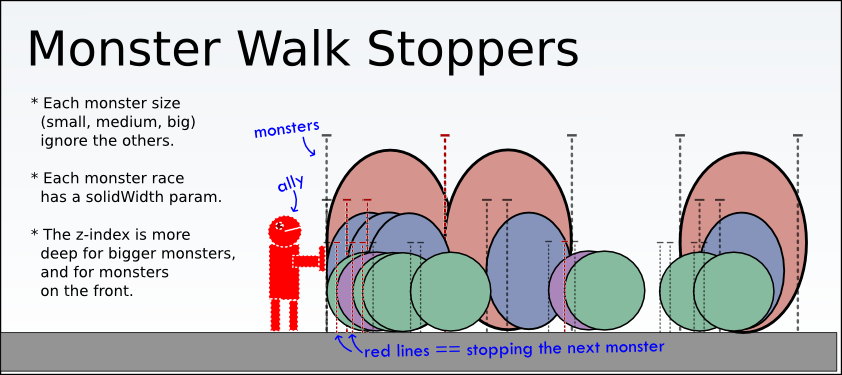 Monster Walk Stoppers
* Each monster size
(small, medium, big)
ignore the others.
* Each monster race
has a solidWidth param.
* The z-index is more
deep for bigger monsters,
and for monsters
on the front.
monsters
ally
red lines == stopping the next monster